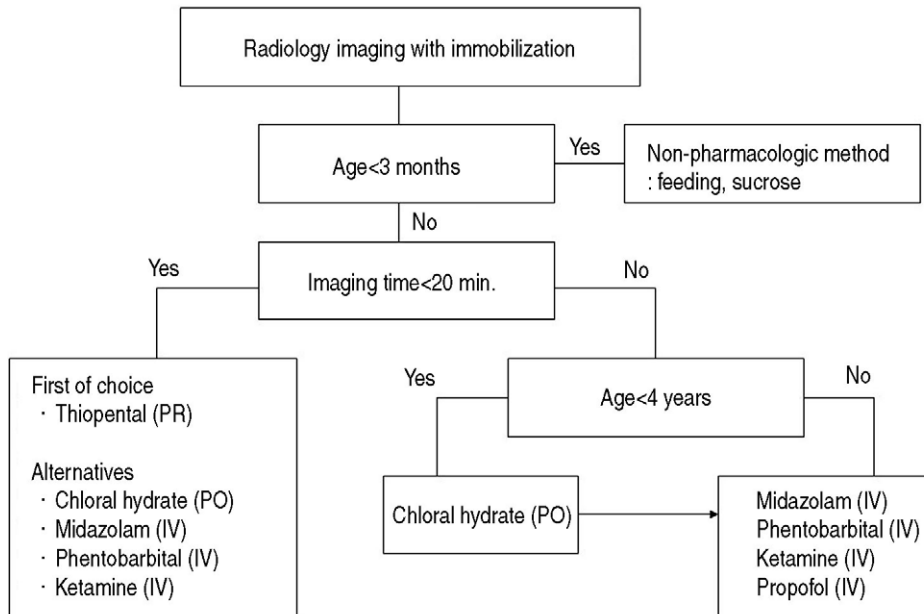 Radiology imaging with immobilization
Age<3 months
Yes
Non-pharmacologic method
: feeding, sucrose
No
Yes
Imaging time<20 min.
No
First of choice
· Thiopental (PR)
Alternatives
· Chloral hydrate (PO)
· Midazolam (IV)
· Phentobarbital (IV)
· Ketamine (IV)
Yes
Age<4 years
No
Chloral hydrate (PO)
Midazolam (IV)
Phentobarbital (IV)
Ketamine (IV)
Propofol (IV)